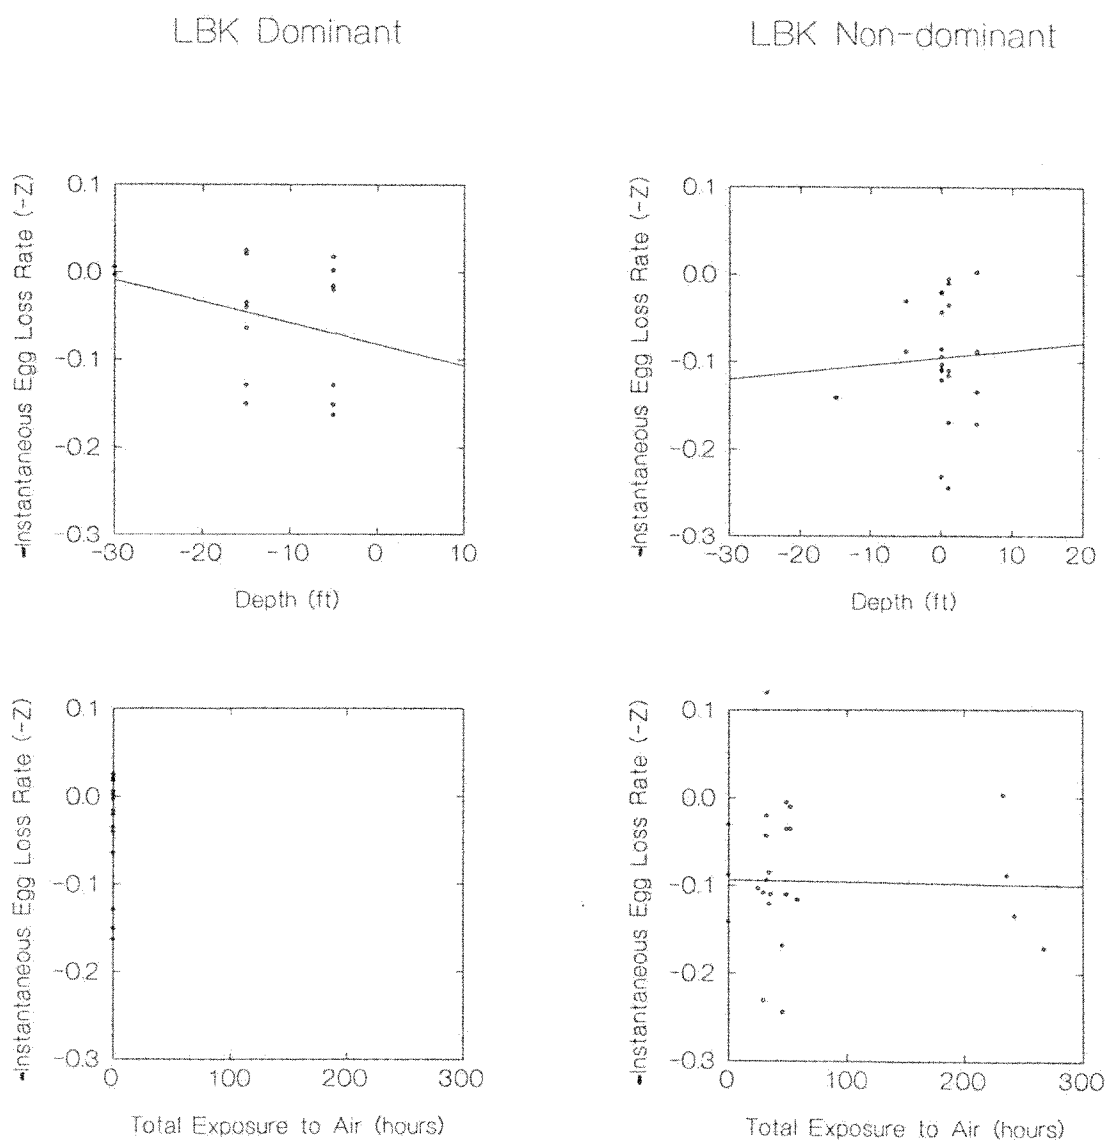 LBK Dominant
LBK Non-dominant
-Instantaneous Egg Loss Rate (-Z)
0.1
0.0
-0.1
-0.2
-0.3
-30 -20 -10 0 10
Depth (ft)
-Instantaneous Egg Loss Rate (-Z)
0.1
0.0
-0.1
-0.2
-0.3
-30 -20 -10 0 10 20
Depth (ft)
-Instantaneous Egg Loss Rate (-Z)
0.1
0.0
-0.1
-0.2
-0.3
0 100 200 300
Total Exposure to Air (hours)
-Instantaneous Egg Loss Rate (-Z)
0.1
0.0
-0.1
-0.2
-0.3
0 100 200 300
Total Exposure to Air (hours)